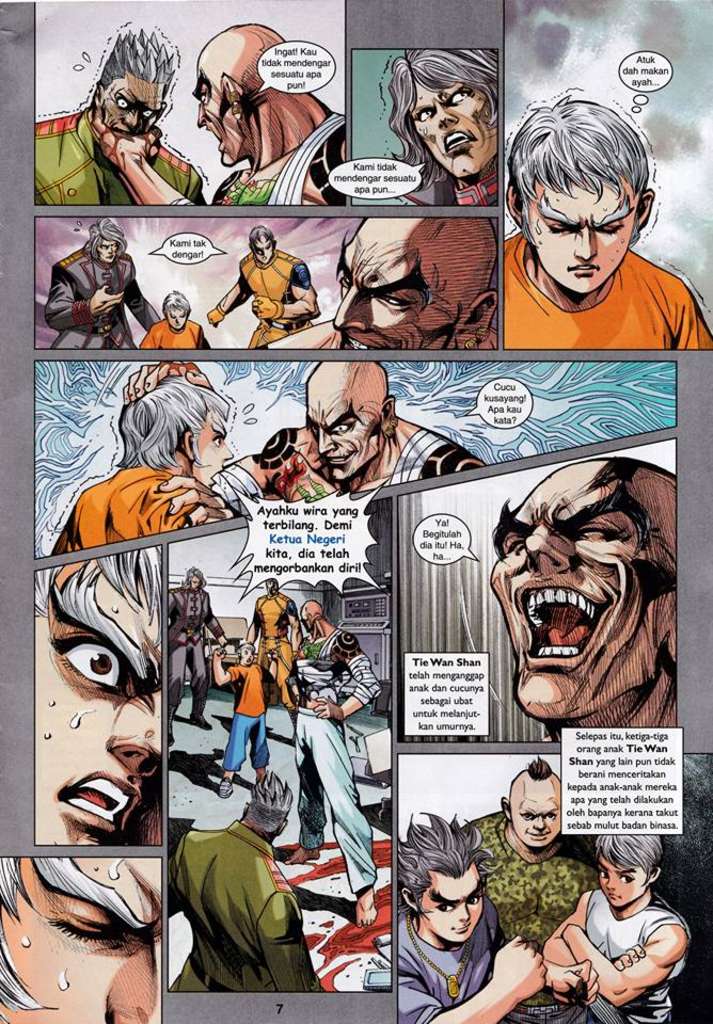 Ingat! Kau
tidak mendengar
sesuatu apa
pun!
Kami tidak
mendengar sesuatu
apa pun...
Atuk
dah makan
ayah...
Kami tak
dengar!
Cucu
kusayang!
Apa kau
kata?
Ayahku wira yang
terbilang. Demi
Ketua Negeri
kita, dia telah
mengorbankan diri!
Ya!
Begitulah
dia itu! Ha,
ha...
Tie Wan Shan
telah menganggap
anak dan cucunya
sebagai ubat
untuk melanjut-
kan umurnya.
Selepas itu, ketiga-tiga
orang anak Tie Wan
Shan yang lain pun tidak
berani menceritakan
kepada anak-anak mereka
apa yang telah dilakukan
oleh bapanya kerana takut
sebab mulut badan binasa.
7